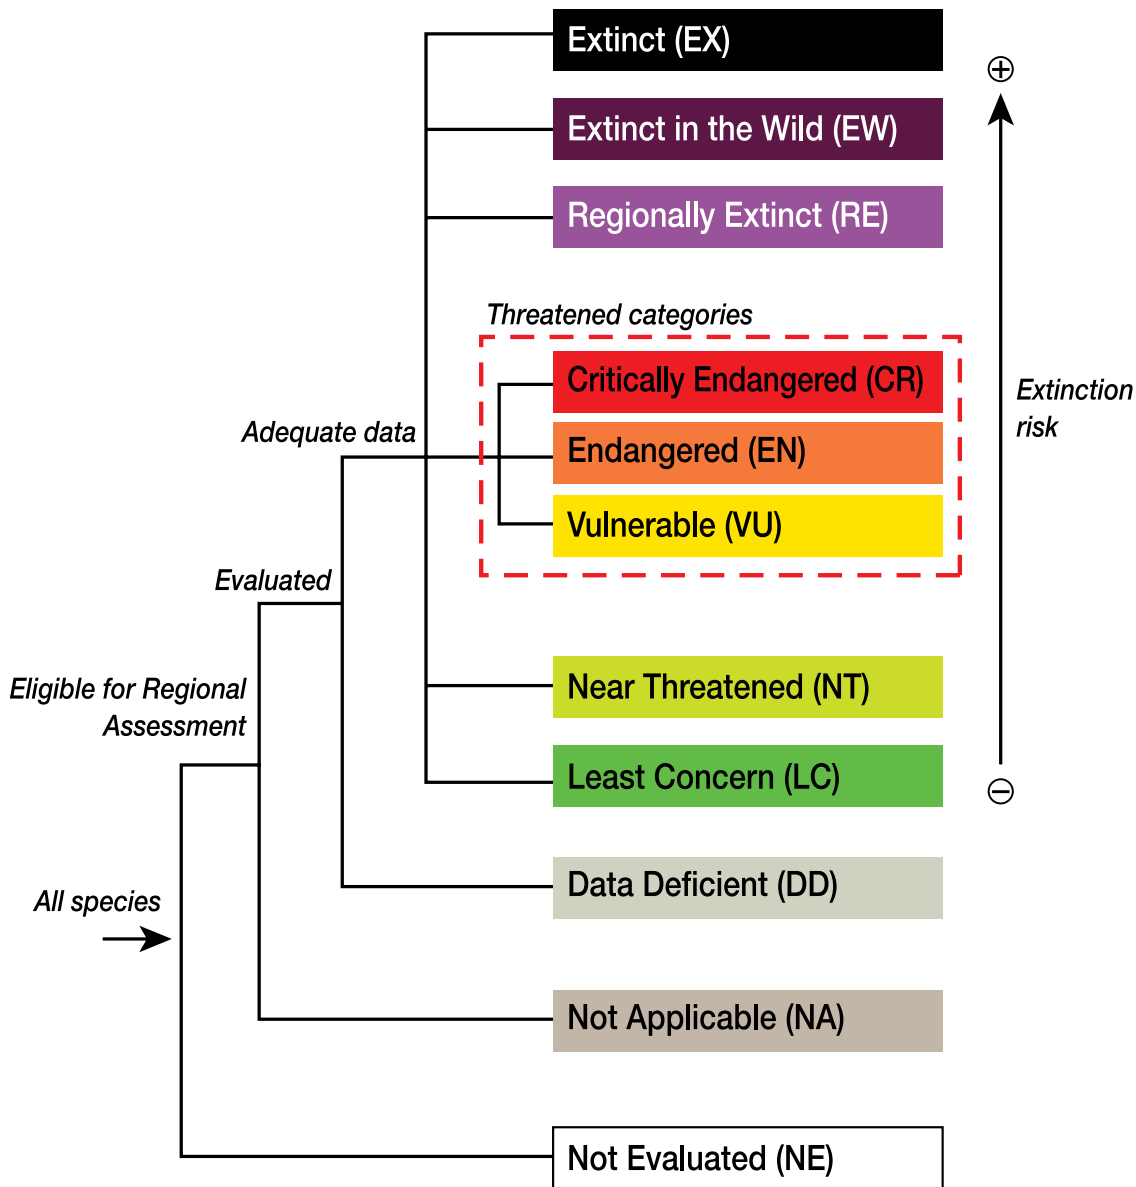 Extinct (EX)
Extinct in the Wild (EW)
Regionally Extinct (RE)
Threatened categories
Critically Endangered (CR)
Endangered (EN)
Vulnerable (VU)
Near Threatened (NT)
Least Concern (LC)
Data Deficient (DD)
Not Applicable (NA)
Not Evaluated (NE)
Adequate data
Evaluated
Eligible for Regional
Assessment
All species
Extinction
risk